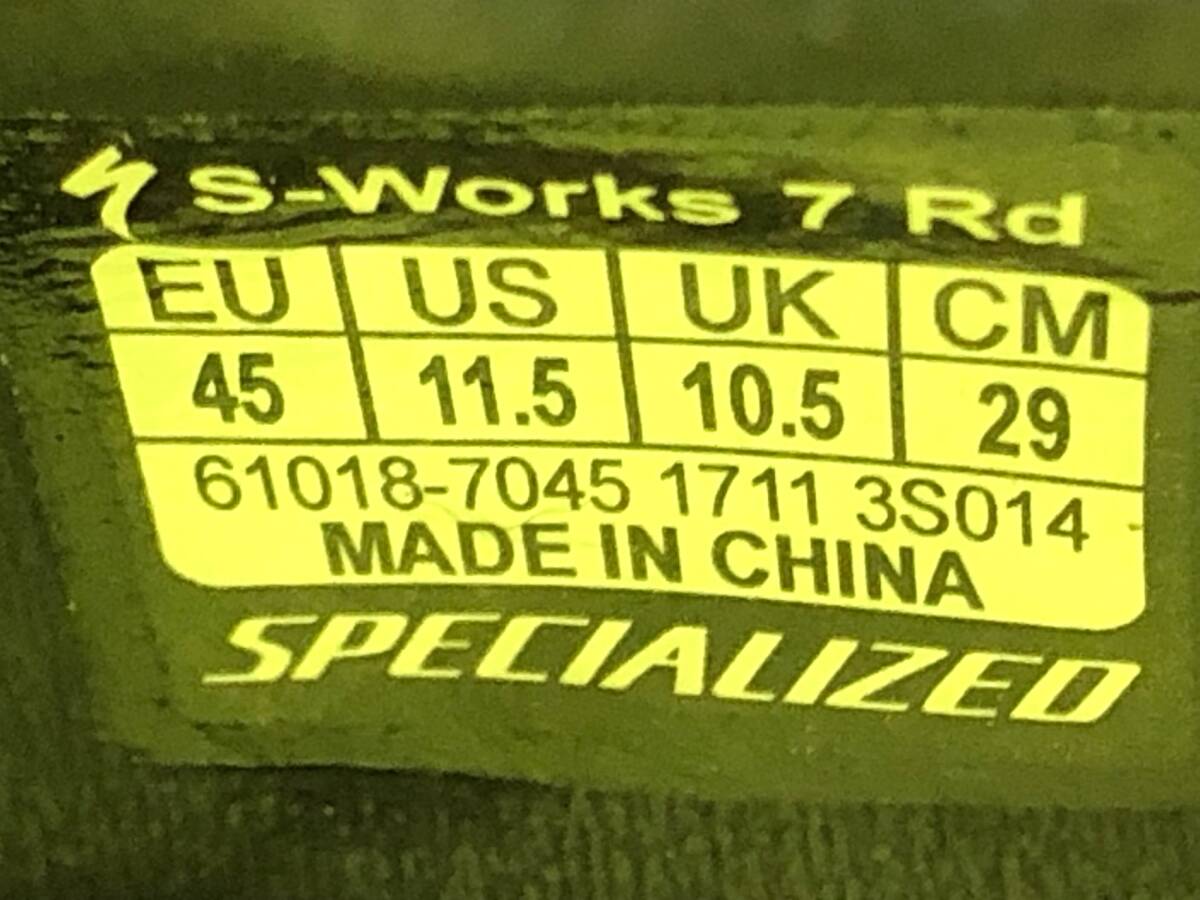 S-Works 7 Rd
EU US UK CM
45 11.5 10.5 29
61018-7045 1711 3S014
MADE IN CHINA
SPECIALIZED